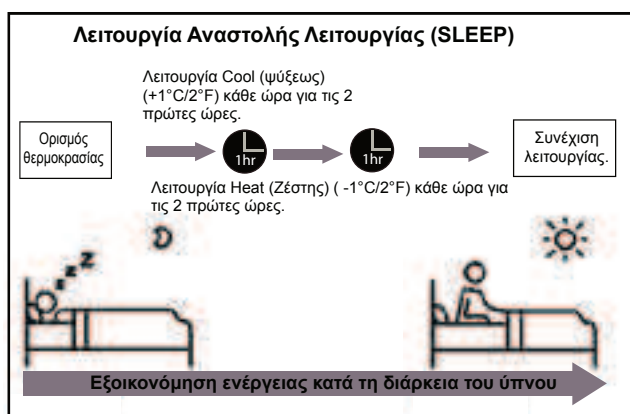 Λειτουργία Αναστολής Λειτουργίας (SLEEP)
Λειτουργία Cool (ψύξεως)
(+1°C/2°F) κάθε ώρα για τις 2
πρώτες ώρες.
Ορισμός
θερμοκρασίας
1hr
1hr
Συνέχιση
λειτουργίας.
Λειτουργία Heat (Ζέστης) ( -1°C/2°F) κάθε ώρα για
τις 2 πρώτες ώρες.
z z Z
Εξοικονόμηση ενέργειας κατά τη διάρκεια του ύπνου